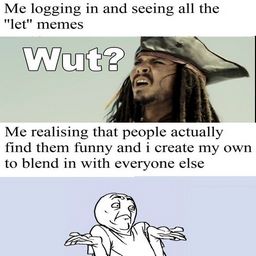 Me logging in and seeing all the
"let" memes
Wut?
Me realising that people actually
find them funny and i create my own
to blend in with everyone else